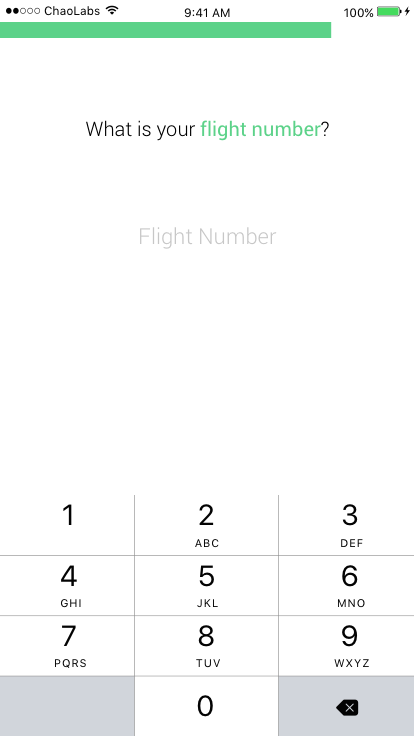 ChaoLabs 9:41 AM 100%
What is your flight number?
Flight Number
1 2 3
ABC DEF
4 5 6
GHI JKL MNO
7 8 9
PQRS TUV WXYZ
0